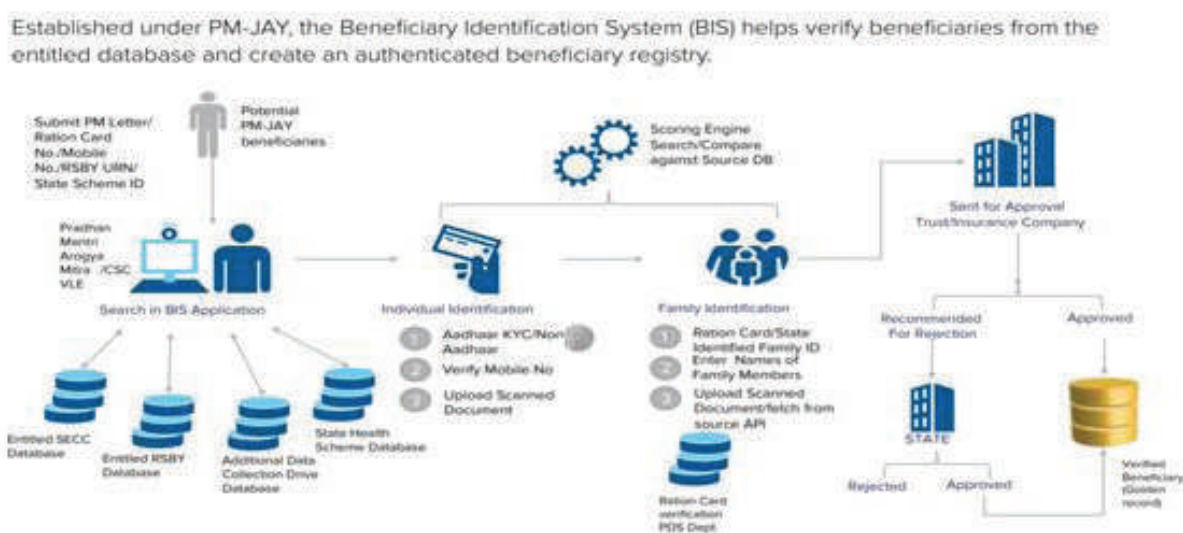 Established under PM-JAY, the Beneficiary Identification System (BIS) helps verify beneficiaries from the
entitled database and create an authenticated beneficiary registry.
Submit PM Letter/
Ration Card
No./Mobile
No./RSBY URN/
State Scheme ID
Potential
PM-JAY
beneficiaries
Scoring Engine
Search/Compare
against Source DB
Sent for Approval
Trust/Insurance Company
Pradhan
Mantri
Arogya
Mitra /CSC
VLE
Search in BIS Application
Individual Identification
1 Aadhaar KYC/Non
Aadhaar
2 Verify Mobile No
3 Upload Scanned
Document
Family Identification
1 Ration Card/State
Identified Family ID
2 Enter Names of
Family Members
3 Upload Scanned
Document/fetch from
source API
Ration Card
verification
PDS Dept
Entitled SECC
Database
Entitled RSBY
Database
Additional Data
Collection Drive
Database
State Health
Scheme Database
Recommended
For Rejection
Approved
STATE
Rejected
Approved
Verified
Beneficiary
(Golden
record)